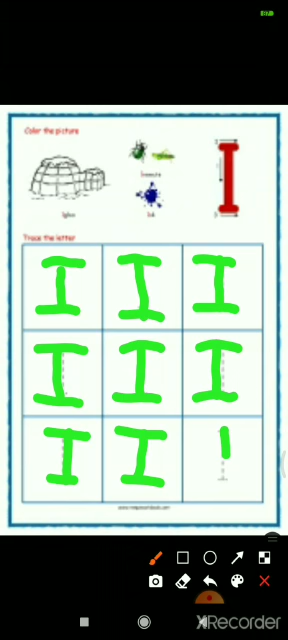 Color the picture
Insects
Igloo
Ink
I
Trace the letter
I I I
I I I
I I I
XRecorder